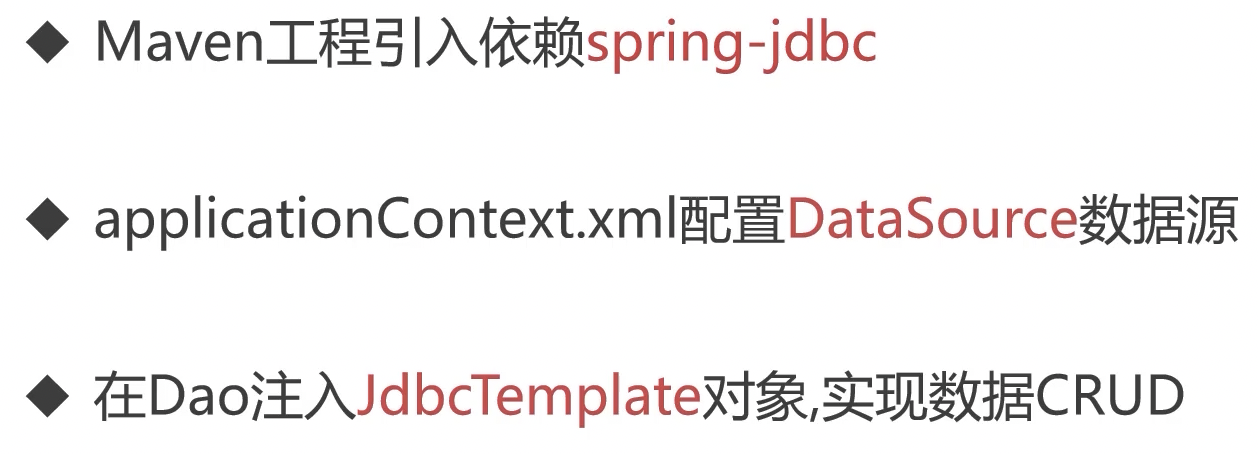 ◆ Maven工程引入依赖spring-jdbc
◆ applicationContext.xml配置DataSource数据源
◆ 在Dao注入JdbcTemplate对象,实现数据CRUD